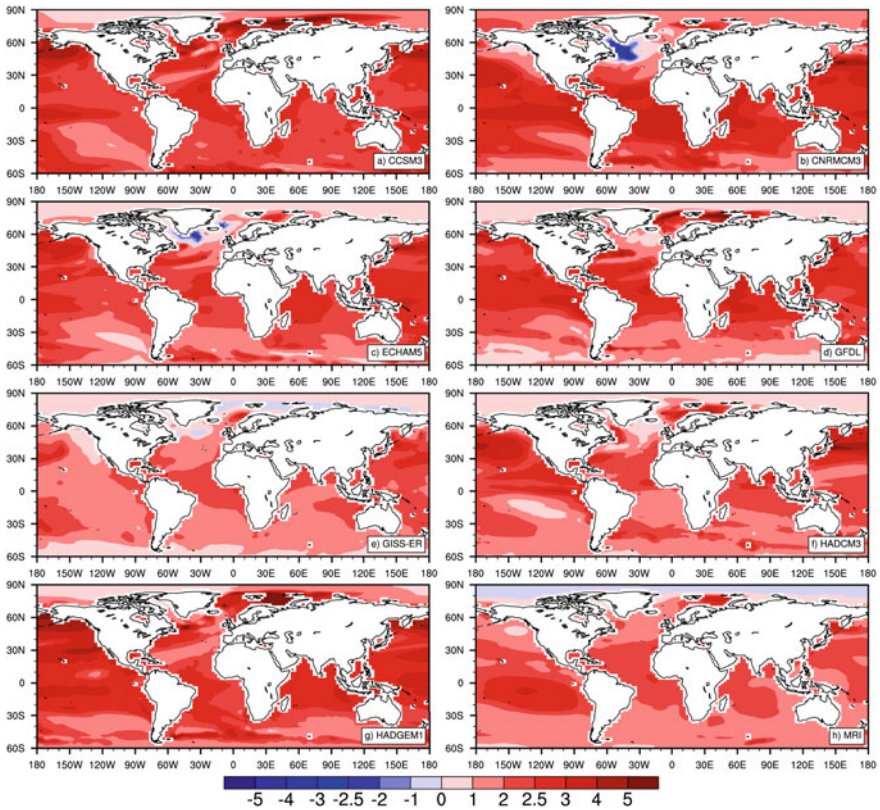 90N
60N
30N
0
30S
60S
a) CCSM3
180 150W 120W 90W 60W 30W 0 30E 60E 90E 120E 150E 180
90N
60N
30N
0
30S
60S
b) CNRMCM3
180 150W 120W 90W 60W 30W 0 30E 60E 90E 120E 150E 180
90N
60N
30N
0
30S
60S
c) ECHAM5
180 150W 120W 90W 60W 30W 0 30E 60E 90E 120E 150E 180
90N
60N
30N
0
30S
60S
d) GFDL
180 150W 120W 90W 60W 30W 0 30E 60E 90E 120E 150E 180
90N
60N
30N
0
30S
60S
e) GISS-ER
180 150W 120W 90W 60W 30W 0 30E 60E 90E 120E 150E 180
90N
60N
30N
0
30S
60S
f) HADCM3
180 150W 120W 90W 60W 30W 0 30E 60E 90E 120E 150E 180
90N
60N
30N
0
30S
60S
g) HADGEM1
180 150W 120W 90W 60W 30W 0 30E 60E 90E 120E 150E 180
90N
60N
30N
0
30S
60S
h) MRI
180 150W 120W 90W 60W 30W 0 30E 60E 90E 120E 150E 180
-5 -4 -3 -2.5 -2 -1 0 1 2 2.5 3 4 5